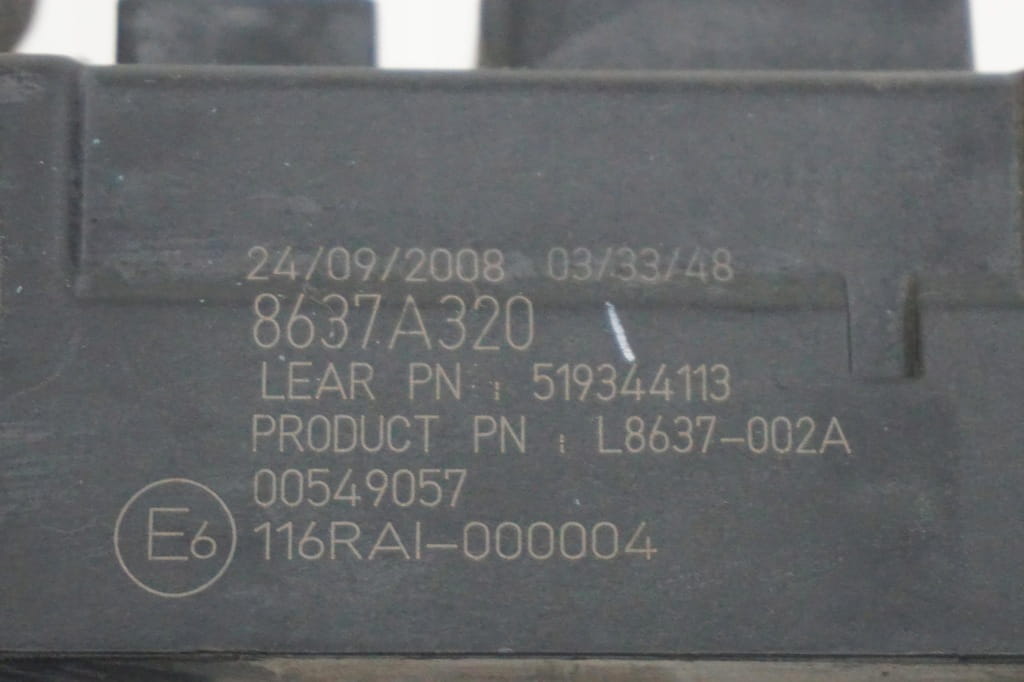 24/09/2008 03/33/48
8637A320
LEAR PN : 519344113
PRODUCT PN : L8637-002A
00549057
E6 116RAI-000004